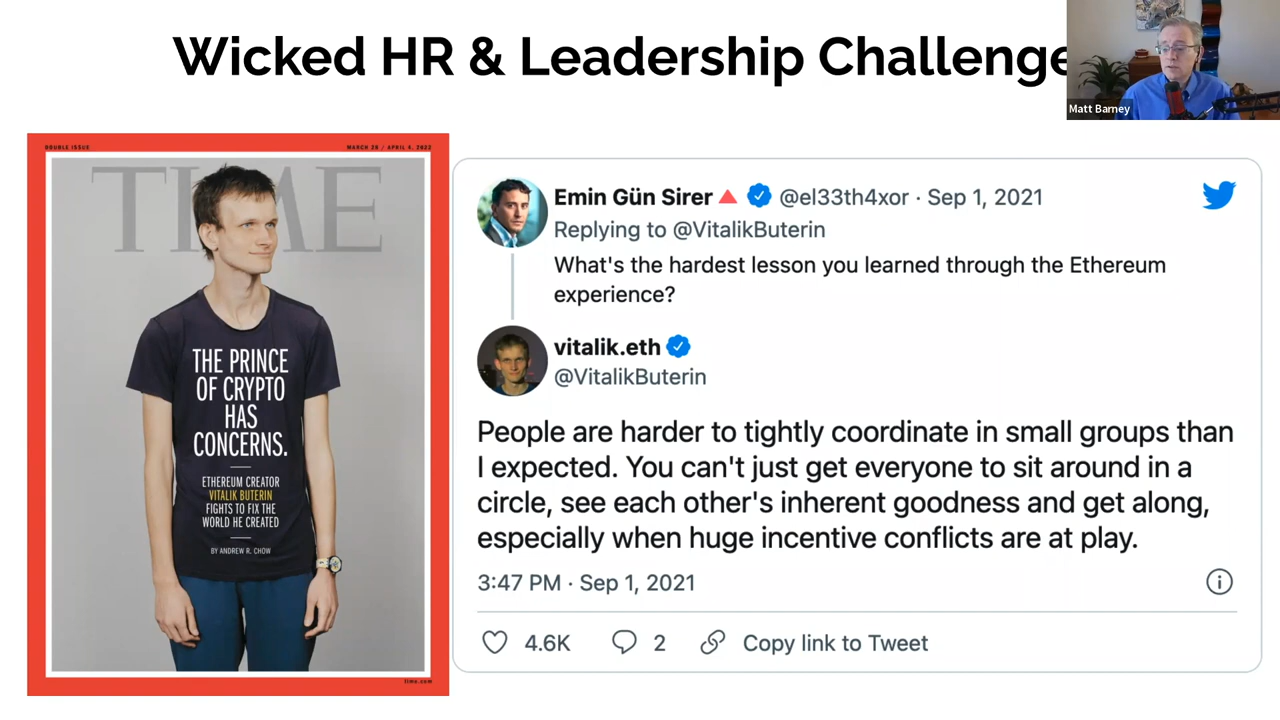 Wicked HR & Leadership Challenge
Matt Barney
DOUBLE ISSUE
MARCH 28 / APRIL 4, 2022
TIME
THE PRINCE
OF CRYPTO
HAS
CONCERNS.
ETHEREUM CREATOR
VITALIK BUTERIN
FIGHTS TO FIX THE
WORLD HE CREATED
BY ANDREW R. CHOW
time.com
Emin Gün Sirer @el33th4xor · Sep 1, 2021
Replying to @VitalikButerin
What's the hardest lesson you learned through the Ethereum
experience?
vitalik.eth
@VitalikButerin
People are harder to tightly coordinate in small groups than
I expected. You can't just get everyone to sit around in a
circle, see each other's inherent goodness and get along,
especially when huge incentive conflicts are at play.
3:47 PM · Sep 1, 2021
4.6K 2 Copy link to Tweet